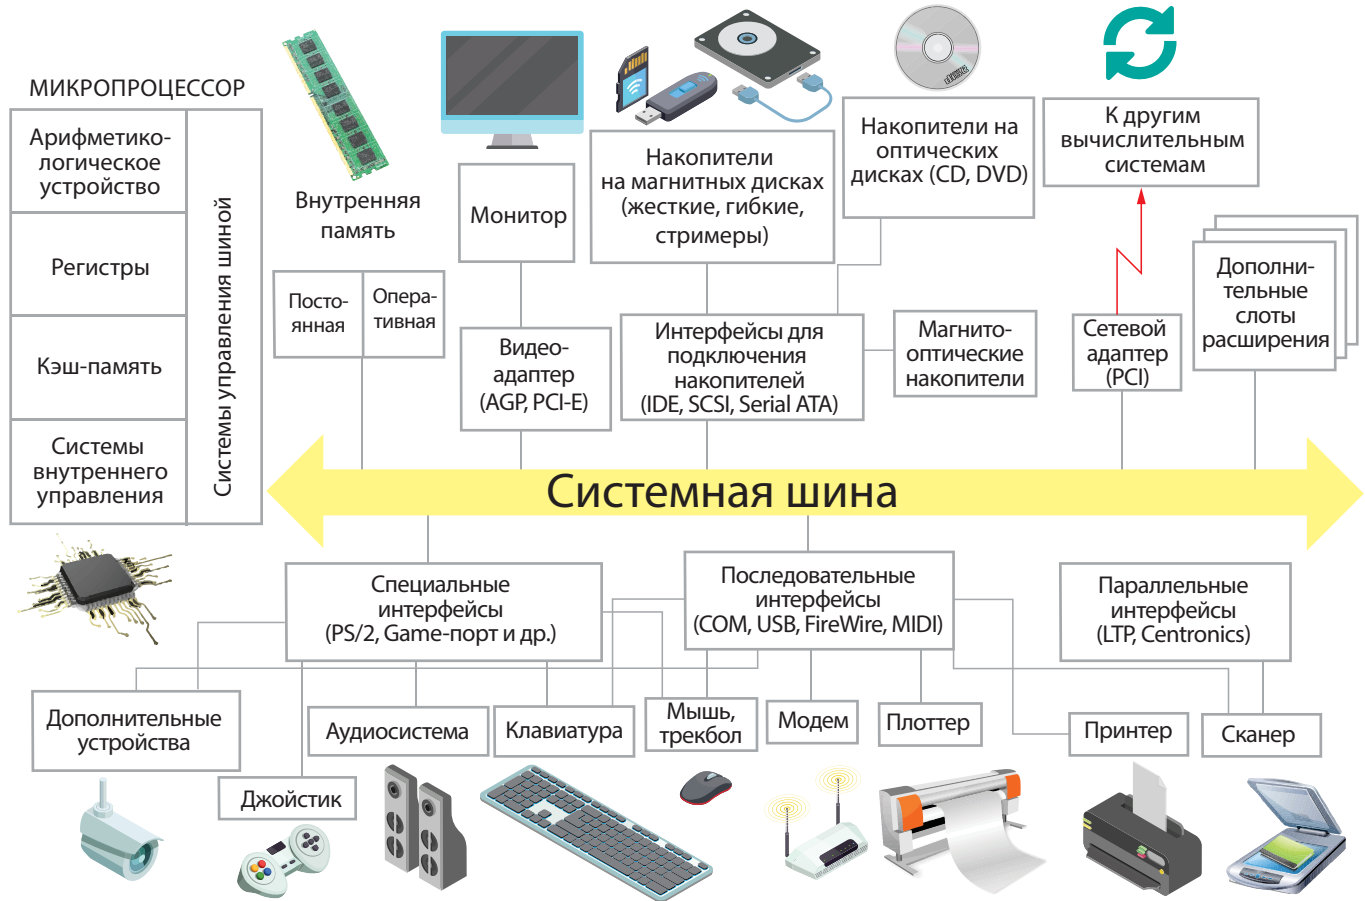 МИКРОПРОЦЕССОР
Арифметико-
логическое
устройство
Регистры
Кэш-память
Системы
внутреннего
управления
Системы управления шиной
Внутренняя
память
Посто-
янная
Опера-
тивная
Монитор
Видео-
адаптер
(AGP, PCI-E)
Накопители
на магнитных дисках
(жесткие, гибкие,
стримеры)
Накопители на
оптических
дисках (CD, DVD)
Интерфейсы для
подключения
накопителей
(IDE, SCSI, Serial ATA)
Магнито-
оптические
накопители
К другим
вычислительным
системам
Сетевой
адаптер
(PCI)
Дополни-
тельные
слоты
расширения
Системная шина
Специальные
интерфейсы
(PS/2, Game-порт и др.)
Последовательные
интерфейсы
(COM, USB, FireWire, MIDI)
Параллельные
интерфейсы
(LTP, Centronics)
Дополнительные
устройства
Джойстик
Аудиосистема
Клавиатура
Мышь,
трекбол
Модем
Плоттер
Принтер
Сканер